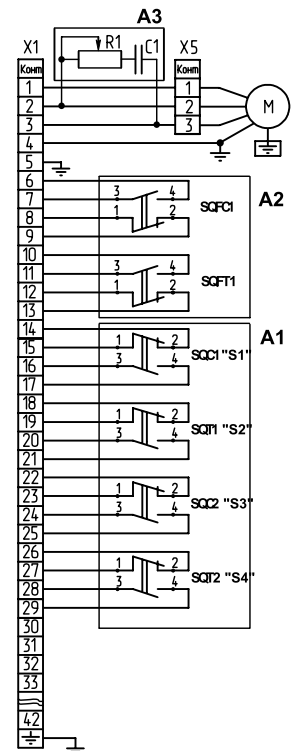 A3
X1 R1 C1 X5
Конт Конт
1 1
2 2 М
3 3
4
5
6
7 3 4 SQFC1 A2
8 1 2
9
10
11 3 4 SQFT1
12 1 2
13
14 A1
15 1 2 SQC1 "S1"
16 3 4
17
18
19 1 2 SQT1 "S2"
20 3 4
21
22
23 1 2 SQC2 "S3"
24 3 4
25
26
27 1 2 SQT2 "S4"
28 3 4
29
30
31
32
33
42